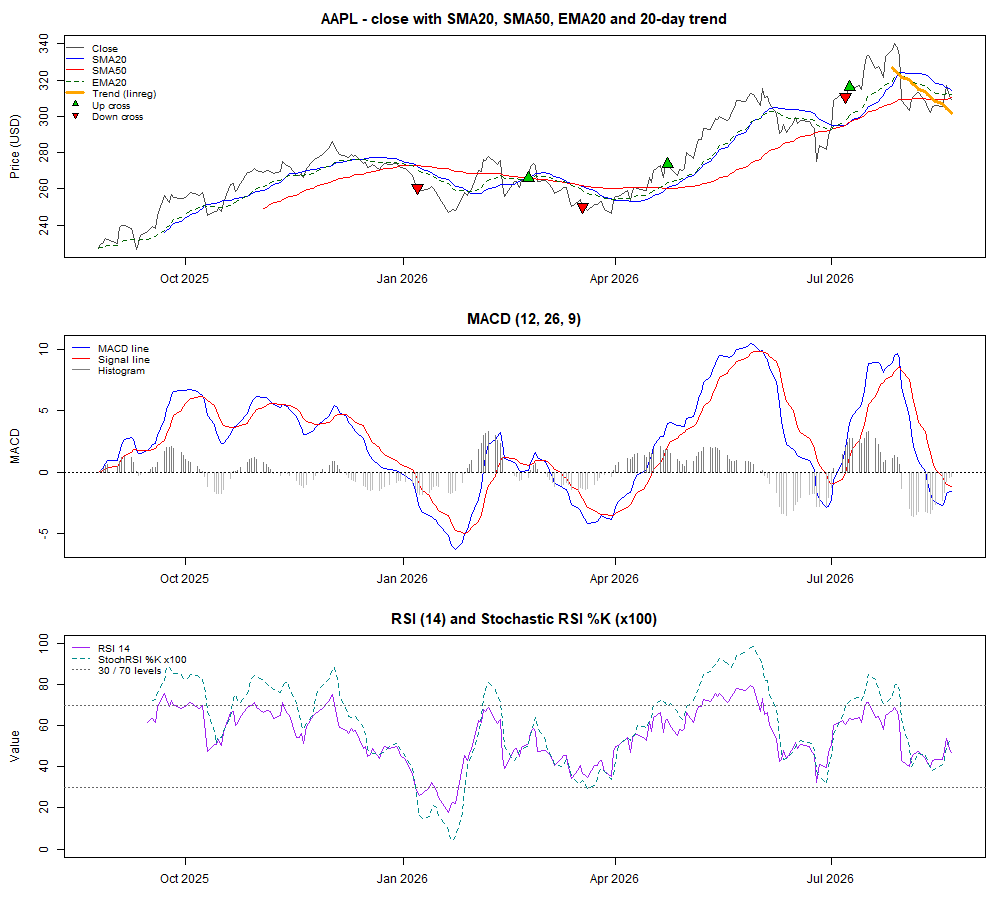 AAPL - close with SMA20, SMA50, EMA20 and 20-day trend
Price (USD)
340
320
300
280
260
240
Close
SMA20
SMA50
EMA20
Trend (linreg)
Up cross
Down cross
Oct 2025
Jan 2026
Apr 2026
Jul 2026
MACD (12, 26, 9)
MACD
10
5
0
-5
MACD line
Signal line
Histogram
Oct 2025
Jan 2026
Apr 2026
Jul 2026
RSI (14) and Stochastic RSI %K (x100)
Value
100
80
60
40
20
0
RSI 14
StochRSI %K x100
30 / 70 levels
Oct 2025
Jan 2026
Apr 2026
Jul 2026